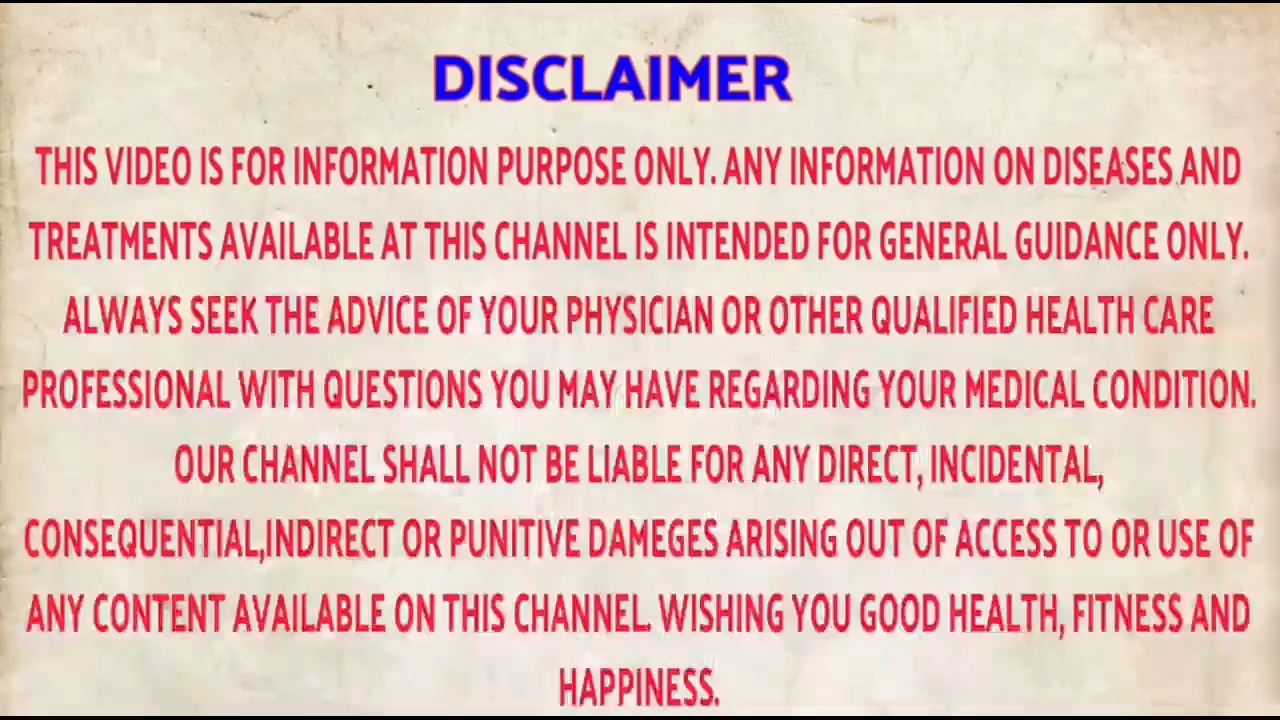 DISCLAIMER
THIS VIDEO IS FOR INFORMATION PURPOSE ONLY. ANY INFORMATION ON DISEASES AND
TREATMENTS AVAILABLE AT THIS CHANNEL IS INTENDED FOR GENERAL GUIDANCE ONLY.
ALWAYS SEEK THE ADVICE OF YOUR PHYSICIAN OR OTHER QUALIFIED HEALTH CARE
PROFESSIONAL WITH QUESTIONS YOU MAY HAVE REGARDING YOUR MEDICAL CONDITION.
OUR CHANNEL SHALL NOT BE LIABLE FOR ANY DIRECT, INCIDENTAL,
CONSEQUENTIAL,INDIRECT OR PUNITIVE DAMEGES ARISING OUT OF ACCESS TO OR USE OF
ANY CONTENT AVAILABLE ON THIS CHANNEL. WISHING YOU GOOD HEALTH, FITNESS AND
HAPPINESS.